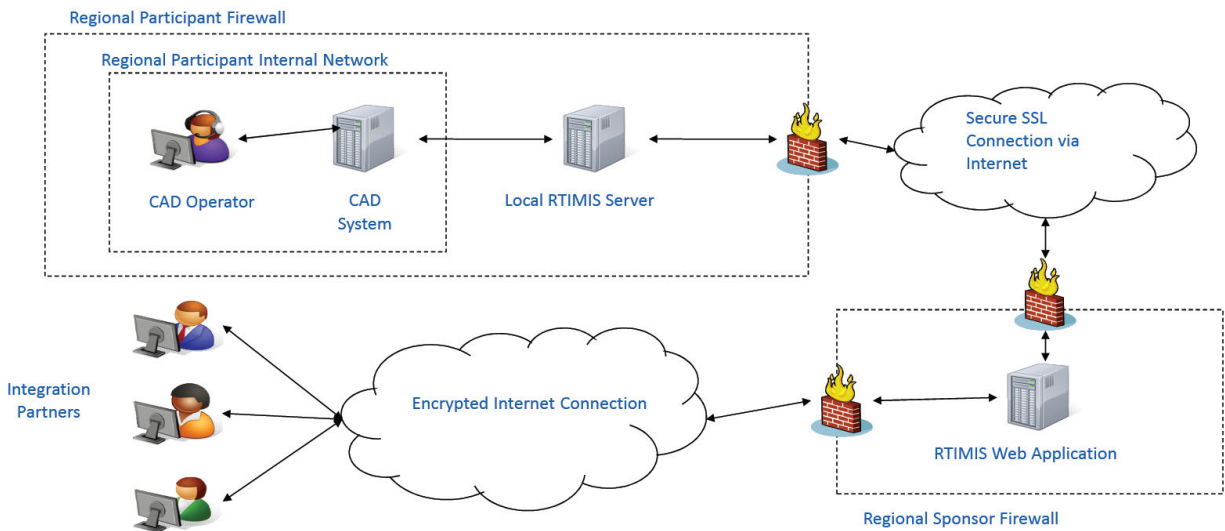 Regional Participant Firewall
Regional Participant Internal Network
CAD Operator
CAD
System
Local RTIMIS Server
Secure SSL
Connection via
Internet
Integration
Partners
Encrypted Internet Connection
RTIMIS Web Application
Regional Sponsor Firewall